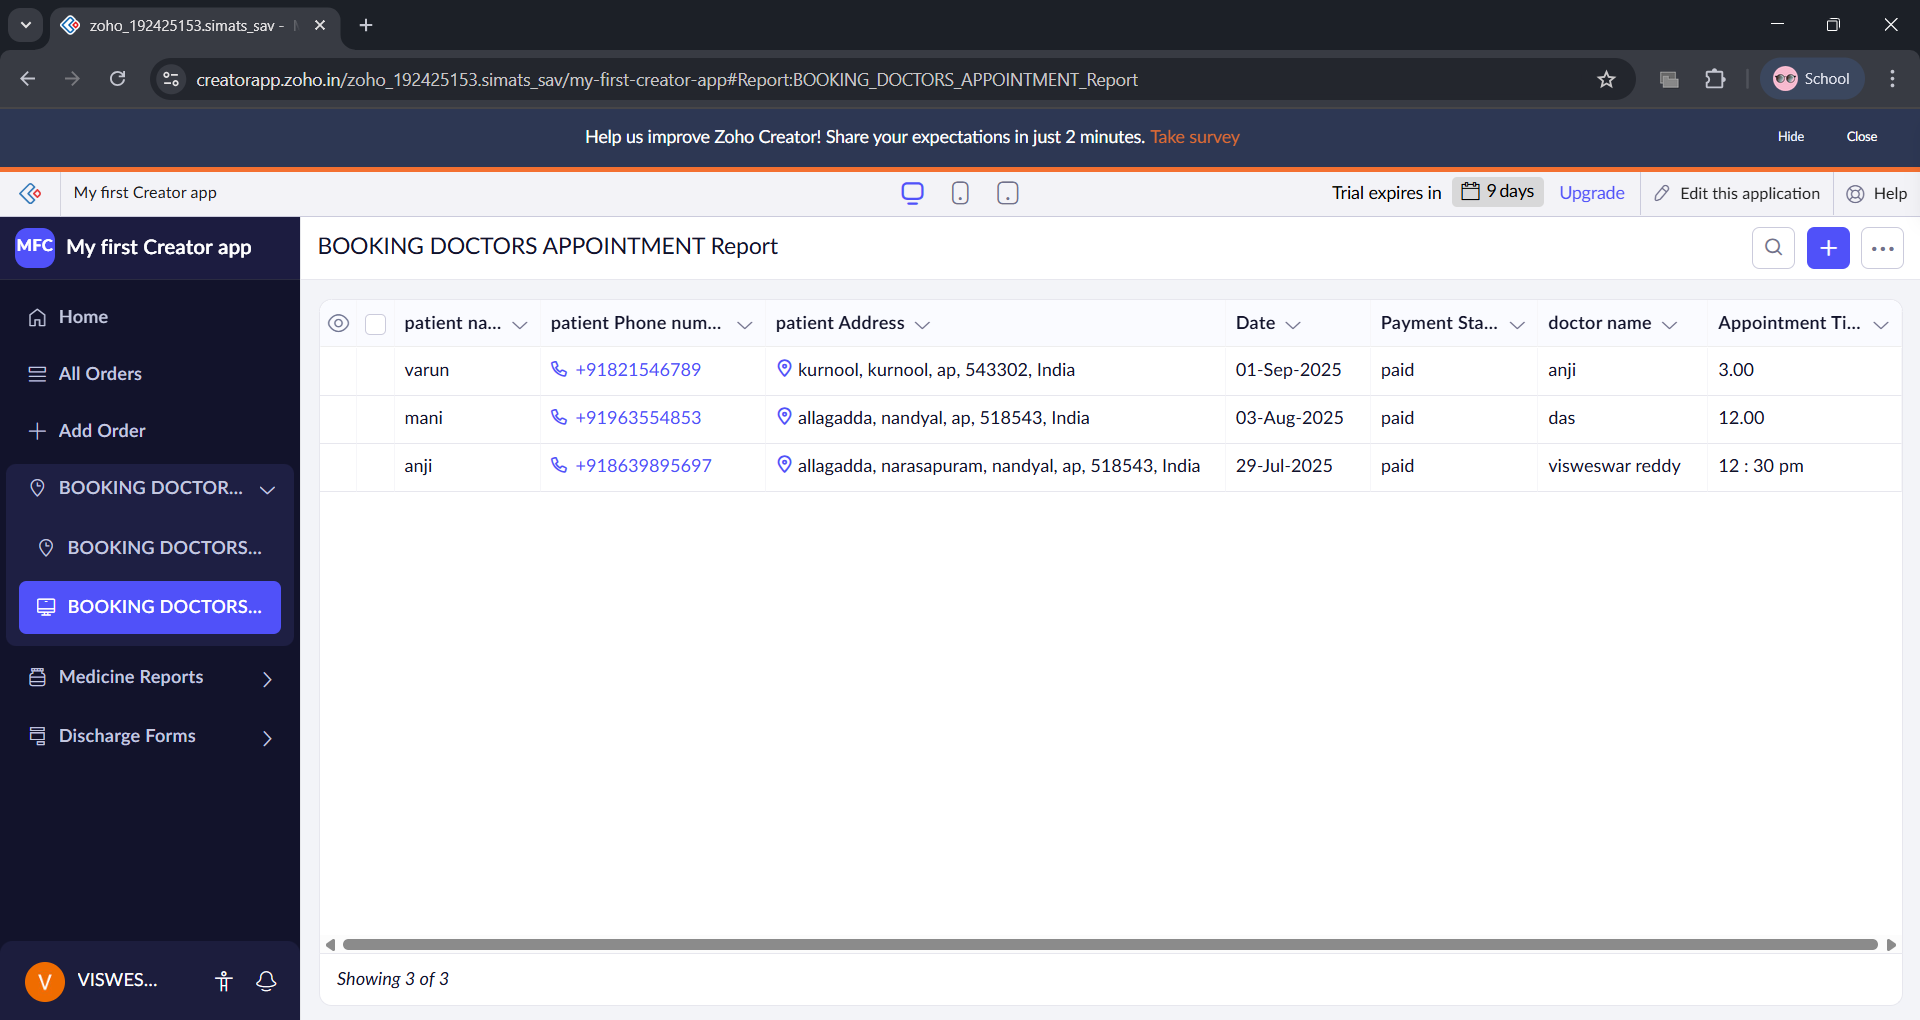 zoho_192425153.simats_sav -
creatorapp.zoho.in/zoho_192425153.simats_sav/my-first-creator-app#Report:BOOKING_DOCTORS_APPOINTMENT_Report
School
Help us improve Zoho Creator! Share your expectations in just 2 minutes. Take survey
Hide
Close
My first Creator app
Trial expires in 9 days
Upgrade
Edit this application
Help
MFC My first Creator app
Home
All Orders
Add Order
BOOKING DOCTOR...
BOOKING DOCTORS...
BOOKING DOCTORS...
Medicine Reports
Discharge Forms
V VISWES...
BOOKING DOCTORS APPOINTMENT Report
patient na... patient Phone num... patient Address Date Payment Sta... doctor name Appointment Ti...
varun +91821546789 kurnool, kurnool, ap, 543302, India 01-Sep-2025 paid anji 3.00
mani +91963554853 allagadda, nandyal, ap, 518543, India 03-Aug-2025 paid das 12.00
anji +918639895697 allagadda, narasapuram, nandyal, ap, 518543, India 29-Jul-2025 paid visweswar reddy 12 : 30 pm
Showing 3 of 3